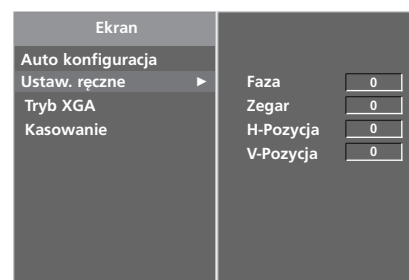 Ekran
Auto konfiguracja
Ustaw. ręczne ►
Tryb XGA
Kasowanie
Faza 0
Zegar 0
H-Pozycja 0
V-Pozycja 0